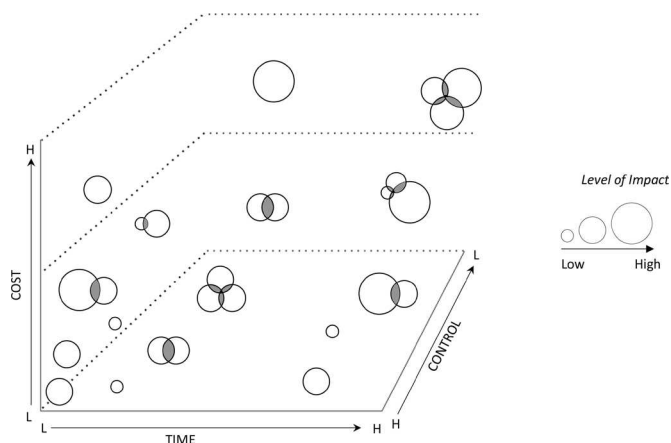 H
COST
L
L
TIME
H
H
CONTROL
L
Level of Impact
Low
High